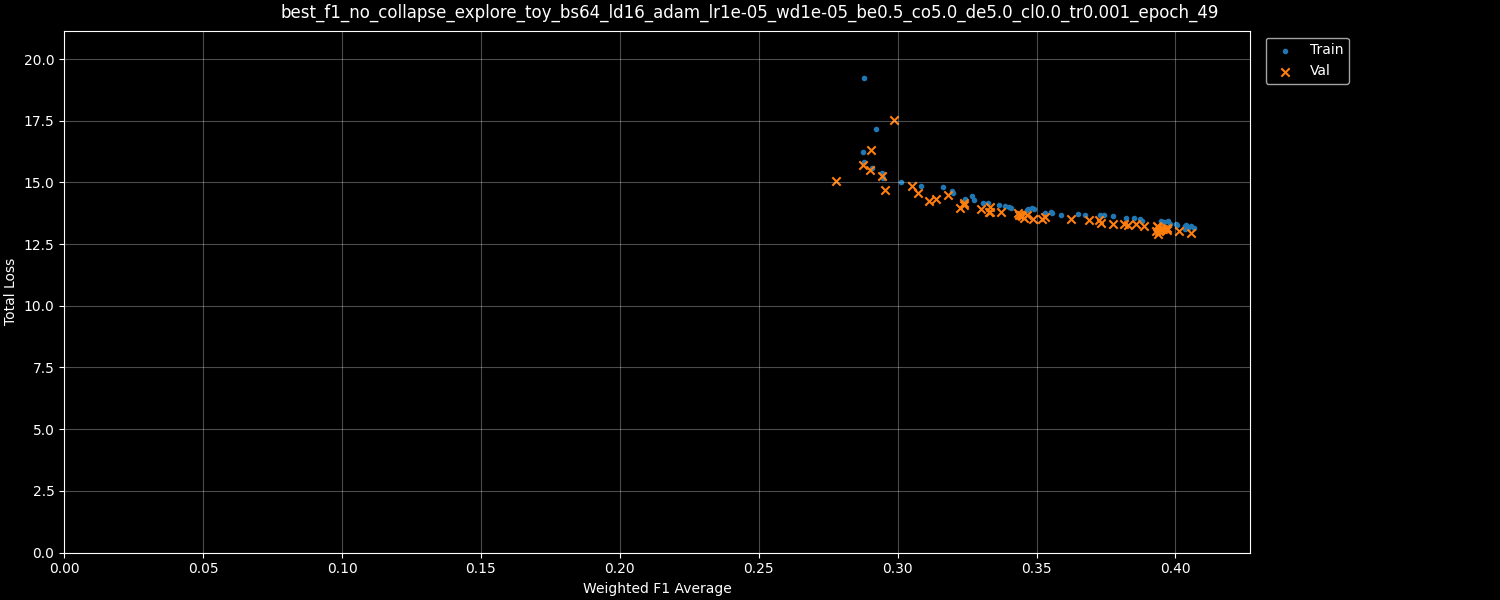 best_f1_no_collapse_explore_toy_bs64_ld16_adam_lr1e-05_wd1e-05_be0.5_co5.0_de5.0_cl0.0_tr0.001_epoch_49
Train
Val
20.0
17.5
15.0
12.5
10.0
7.5
5.0
2.5
0.0
Total Loss
0.00 0.05 0.10 0.15 0.20 0.25 0.30 0.35 0.40
Weighted F1 Average